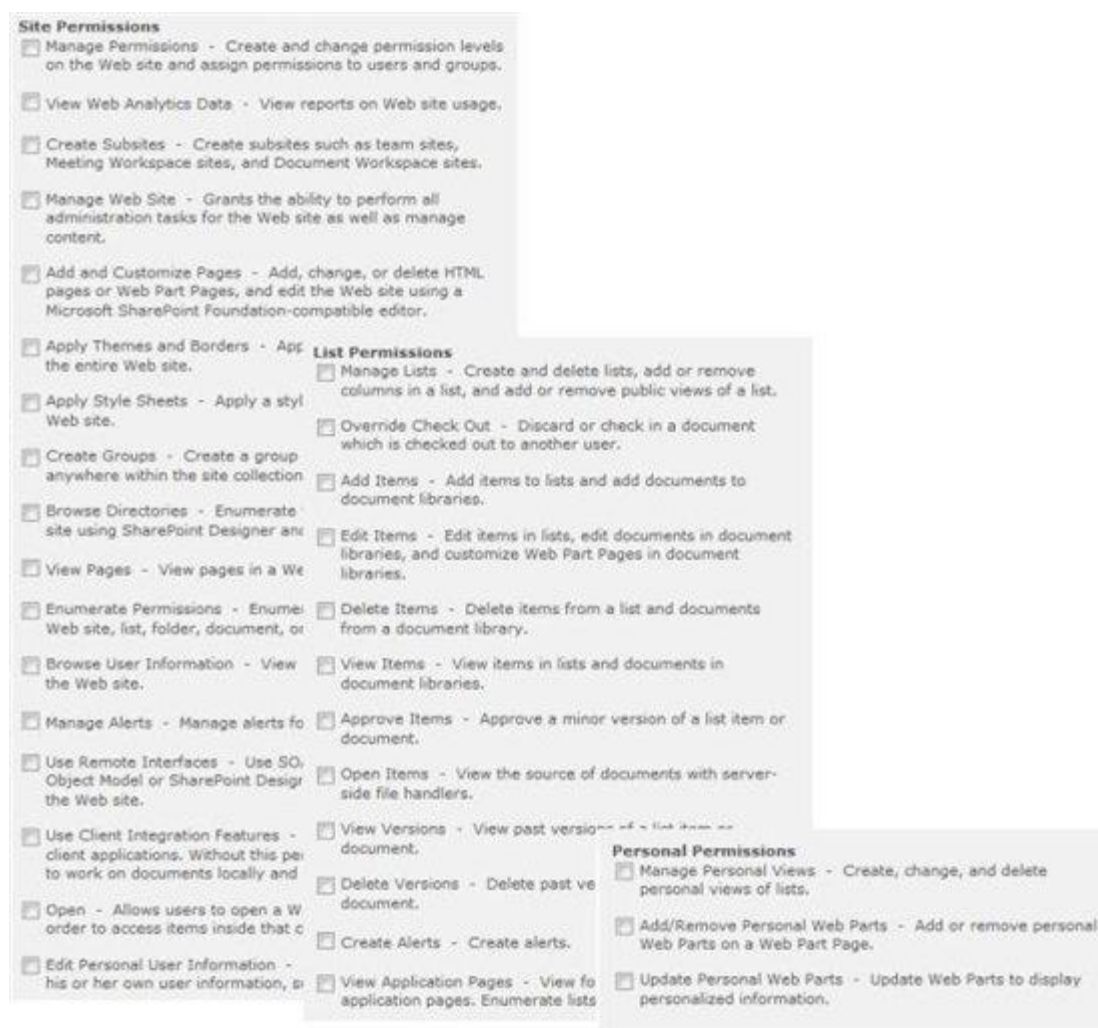 Site Permissions
Manage Permissions - Create and change permission levels
on the Web site and assign permissions to users and groups.
View Web Analytics Data - View reports on Web site usage.
Create Subsites - Create subsites such as team sites,
Meeting Workspace sites, and Document Workspace sites.
Manage Web Site - Grants the ability to perform all
administration tasks for the Web site as well as manage
content.
Add and Customize Pages - Add, change, or delete HTML
pages or Web Part Pages, and edit the Web site using a
Microsoft SharePoint Foundation-compatible editor.
Apply Themes and Borders -
the entire Web site.
Apply Style Sheets - Apply a
Web site.
Create Groups - Create a group
anywhere within the site collection
Browse Directories - Enumerate
site using SharePoint Designer
View Pages - View pages in a
Enumerate Permissions -
Web site, list, folder, document,
Browse User Information - View
the Web site.
Manage Alerts - Manage alerts
Use Remote Interfaces - Use
Object Model or SharePoint
the Web site.
Use Client Integration Features -
client applications. Without this
to work on documents locally and
Open - Allows users to open a
order to access items inside that
Edit Personal User Information -
his or her own user information,
List Permissions
Manage Lists - Create and delete lists, add or remove
columns in a list, and add or remove public views of a list.
Override Check Out - Discard or check in a document
which is checked out to another user.
Add Items - Add items to lists and add documents to
document libraries.
Edit Items - Edit items in lists, edit documents in document
libraries, and customize Web Part Pages in document
libraries.
Delete Items - Delete items from a list and documents
from a document library.
View Items - View items in lists and documents in
document libraries.
Approve Items - Approve a minor version of a list item or
document.
Open Items - View the source of documents with server-
side file handlers.
View Versions - View past versions of a list item or
document.
Delete Versions - Delete past
document.
Create Alerts - Create alerts.
View Application Pages - View
application pages. Enumerate lists
Personal Permissions
Manage Personal Views - Create, change, and delete
personal views of lists.
Add/Remove Personal Web Parts - Add or remove personal
Web Parts on a Web Part Page.
Update Personal Web Parts - Update Web Parts to display
personalized information.